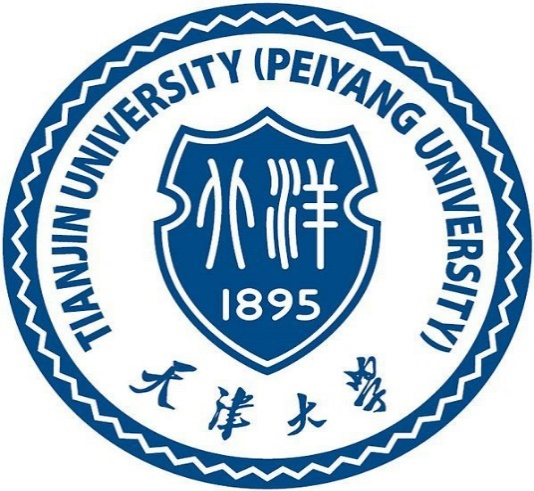 TIANJIN UNIVERSITY (PEIYANG UNIVERSITY)
北洋
1895
天津大學